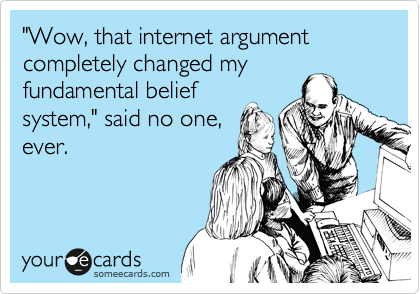 "Wow, that internet argument
completely changed my
fundamental belief
system," said no one,
ever.
your e cards
someecards.com